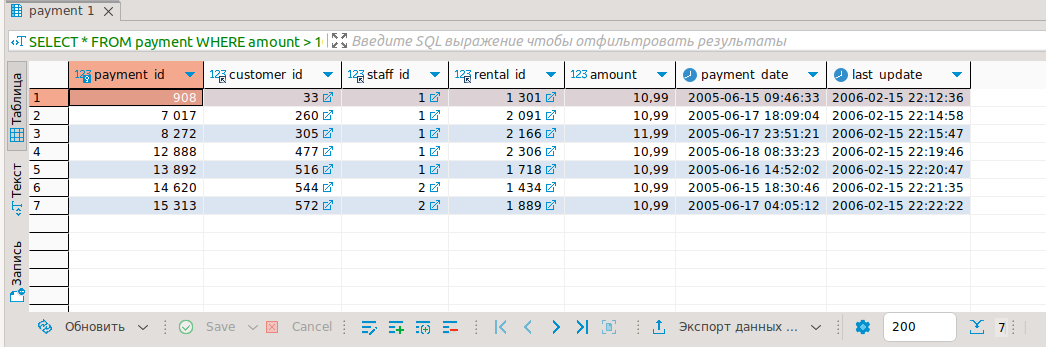 payment 1
SELECT * FROM payment WHERE amount > 1 Введите SQL выражение чтобы отфильтровать результаты
Таблица
Текст
Запись
123 payment_id 123 customer_id 123 staff_id 123 rental_id 123 amount payment_date last_update
1 908 33 1 1 301 10,99 2005-06-15 09:46:33 2006-02-15 22:12:36
2 7 017 260 1 2 091 10,99 2005-06-17 18:09:04 2006-02-15 22:14:58
3 8 272 305 1 2 166 11,99 2005-06-17 23:51:21 2006-02-15 22:15:47
4 12 888 477 1 2 306 10,99 2005-06-18 08:33:23 2006-02-15 22:19:46
5 13 892 516 1 1 718 10,99 2005-06-16 14:52:02 2006-02-15 22:20:47
6 14 620 544 2 1 434 10,99 2005-06-15 18:30:46 2006-02-15 22:21:35
7 15 313 572 2 1 889 10,99 2005-06-17 04:05:12 2006-02-15 22:22:22
Обновить Save Cancel Экспорт данных ... 200 7